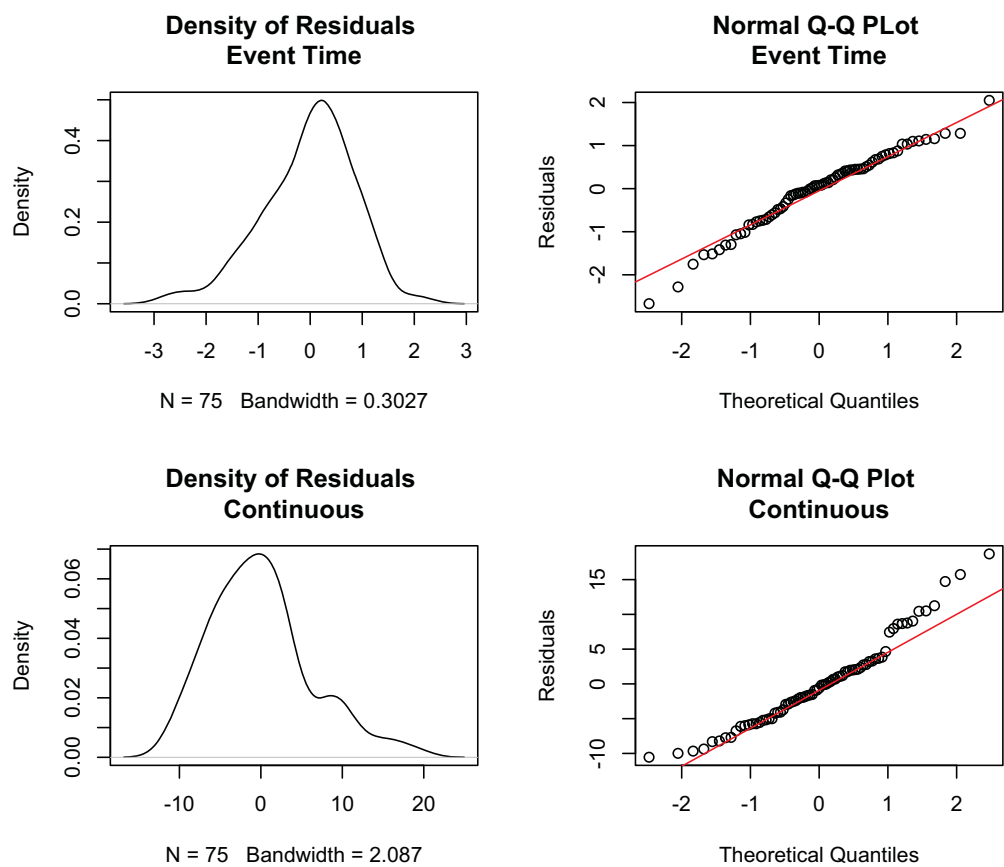 Density of Residuals
Event Time
Density
0.0 0.2 0.4
-3 -2 -1 0 1 2 3
N = 75 Bandwidth = 0.3027
Normal Q-Q PLot
Event Time
Residuals
-2 -1 0 1 2
-2 -1 0 1 2
Theoretical Quantiles
Density of Residuals
Continuous
Density
0.00 0.02 0.04 0.06
-10 0 10 20
N = 75 Bandwidth = 2.087
Normal Q-Q Plot
Continuous
Residuals
-10 0 5 15
-2 -1 0 1 2
Theoretical Quantiles